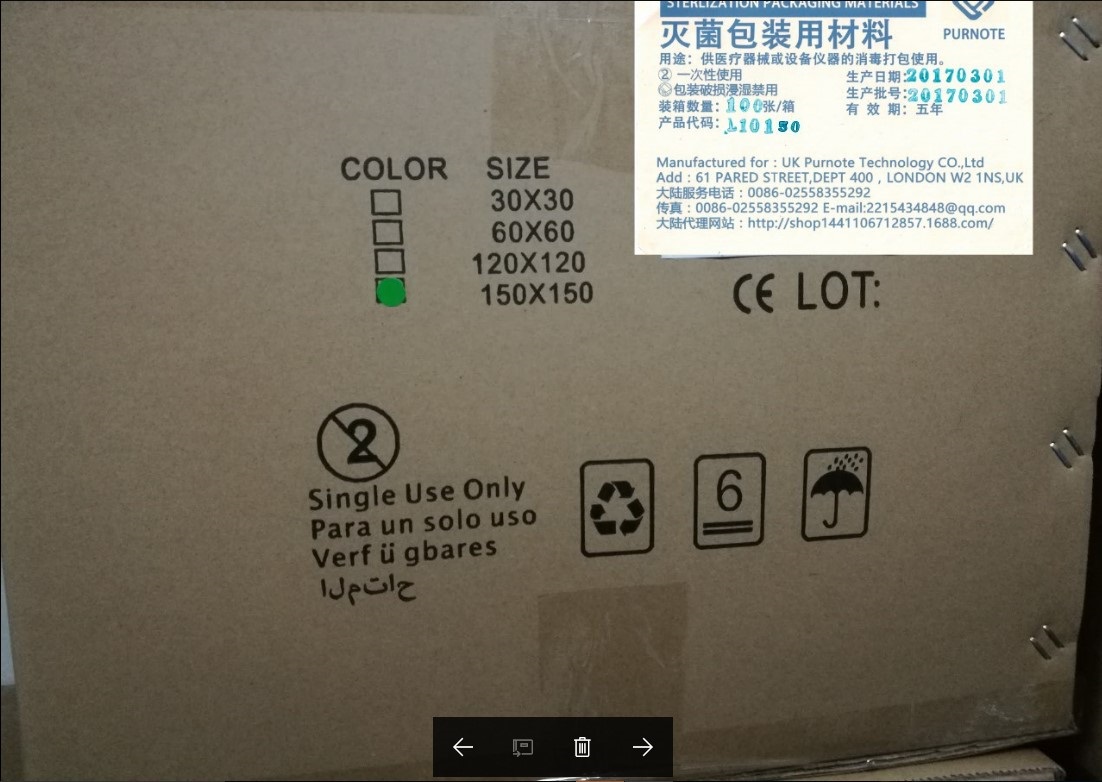 STERILIZATION PACKAGING MATERIALS
灭菌包装用材料
PURNOTE
用途：供医疗器械或设备仪器的消毒打包使用。
② 一次性使用
包装破损漫湿禁用
装箱数量：100张/箱
产品代码：L10150
生产日期:20170301
生产批号:20170301
有 效 期：五年
Manufactured for : UK Purnote Technology CO.,Ltd
Add : 61 PARED STREET,DEPT 400 , LONDON W2 1NS,UK
大陆服务电话：0086-02558355292
传真：0086-02558355292 E-mail:2215434848@qq.com
大陆代理网站：http://shop1441106712857.1688.com/
COLOR SIZE
30X30
60X60
120X120
150X150
CE LOT:
2
Single Use Only
Para un solo uso
Verf ü gbares
ا ل م ت ا ح
6